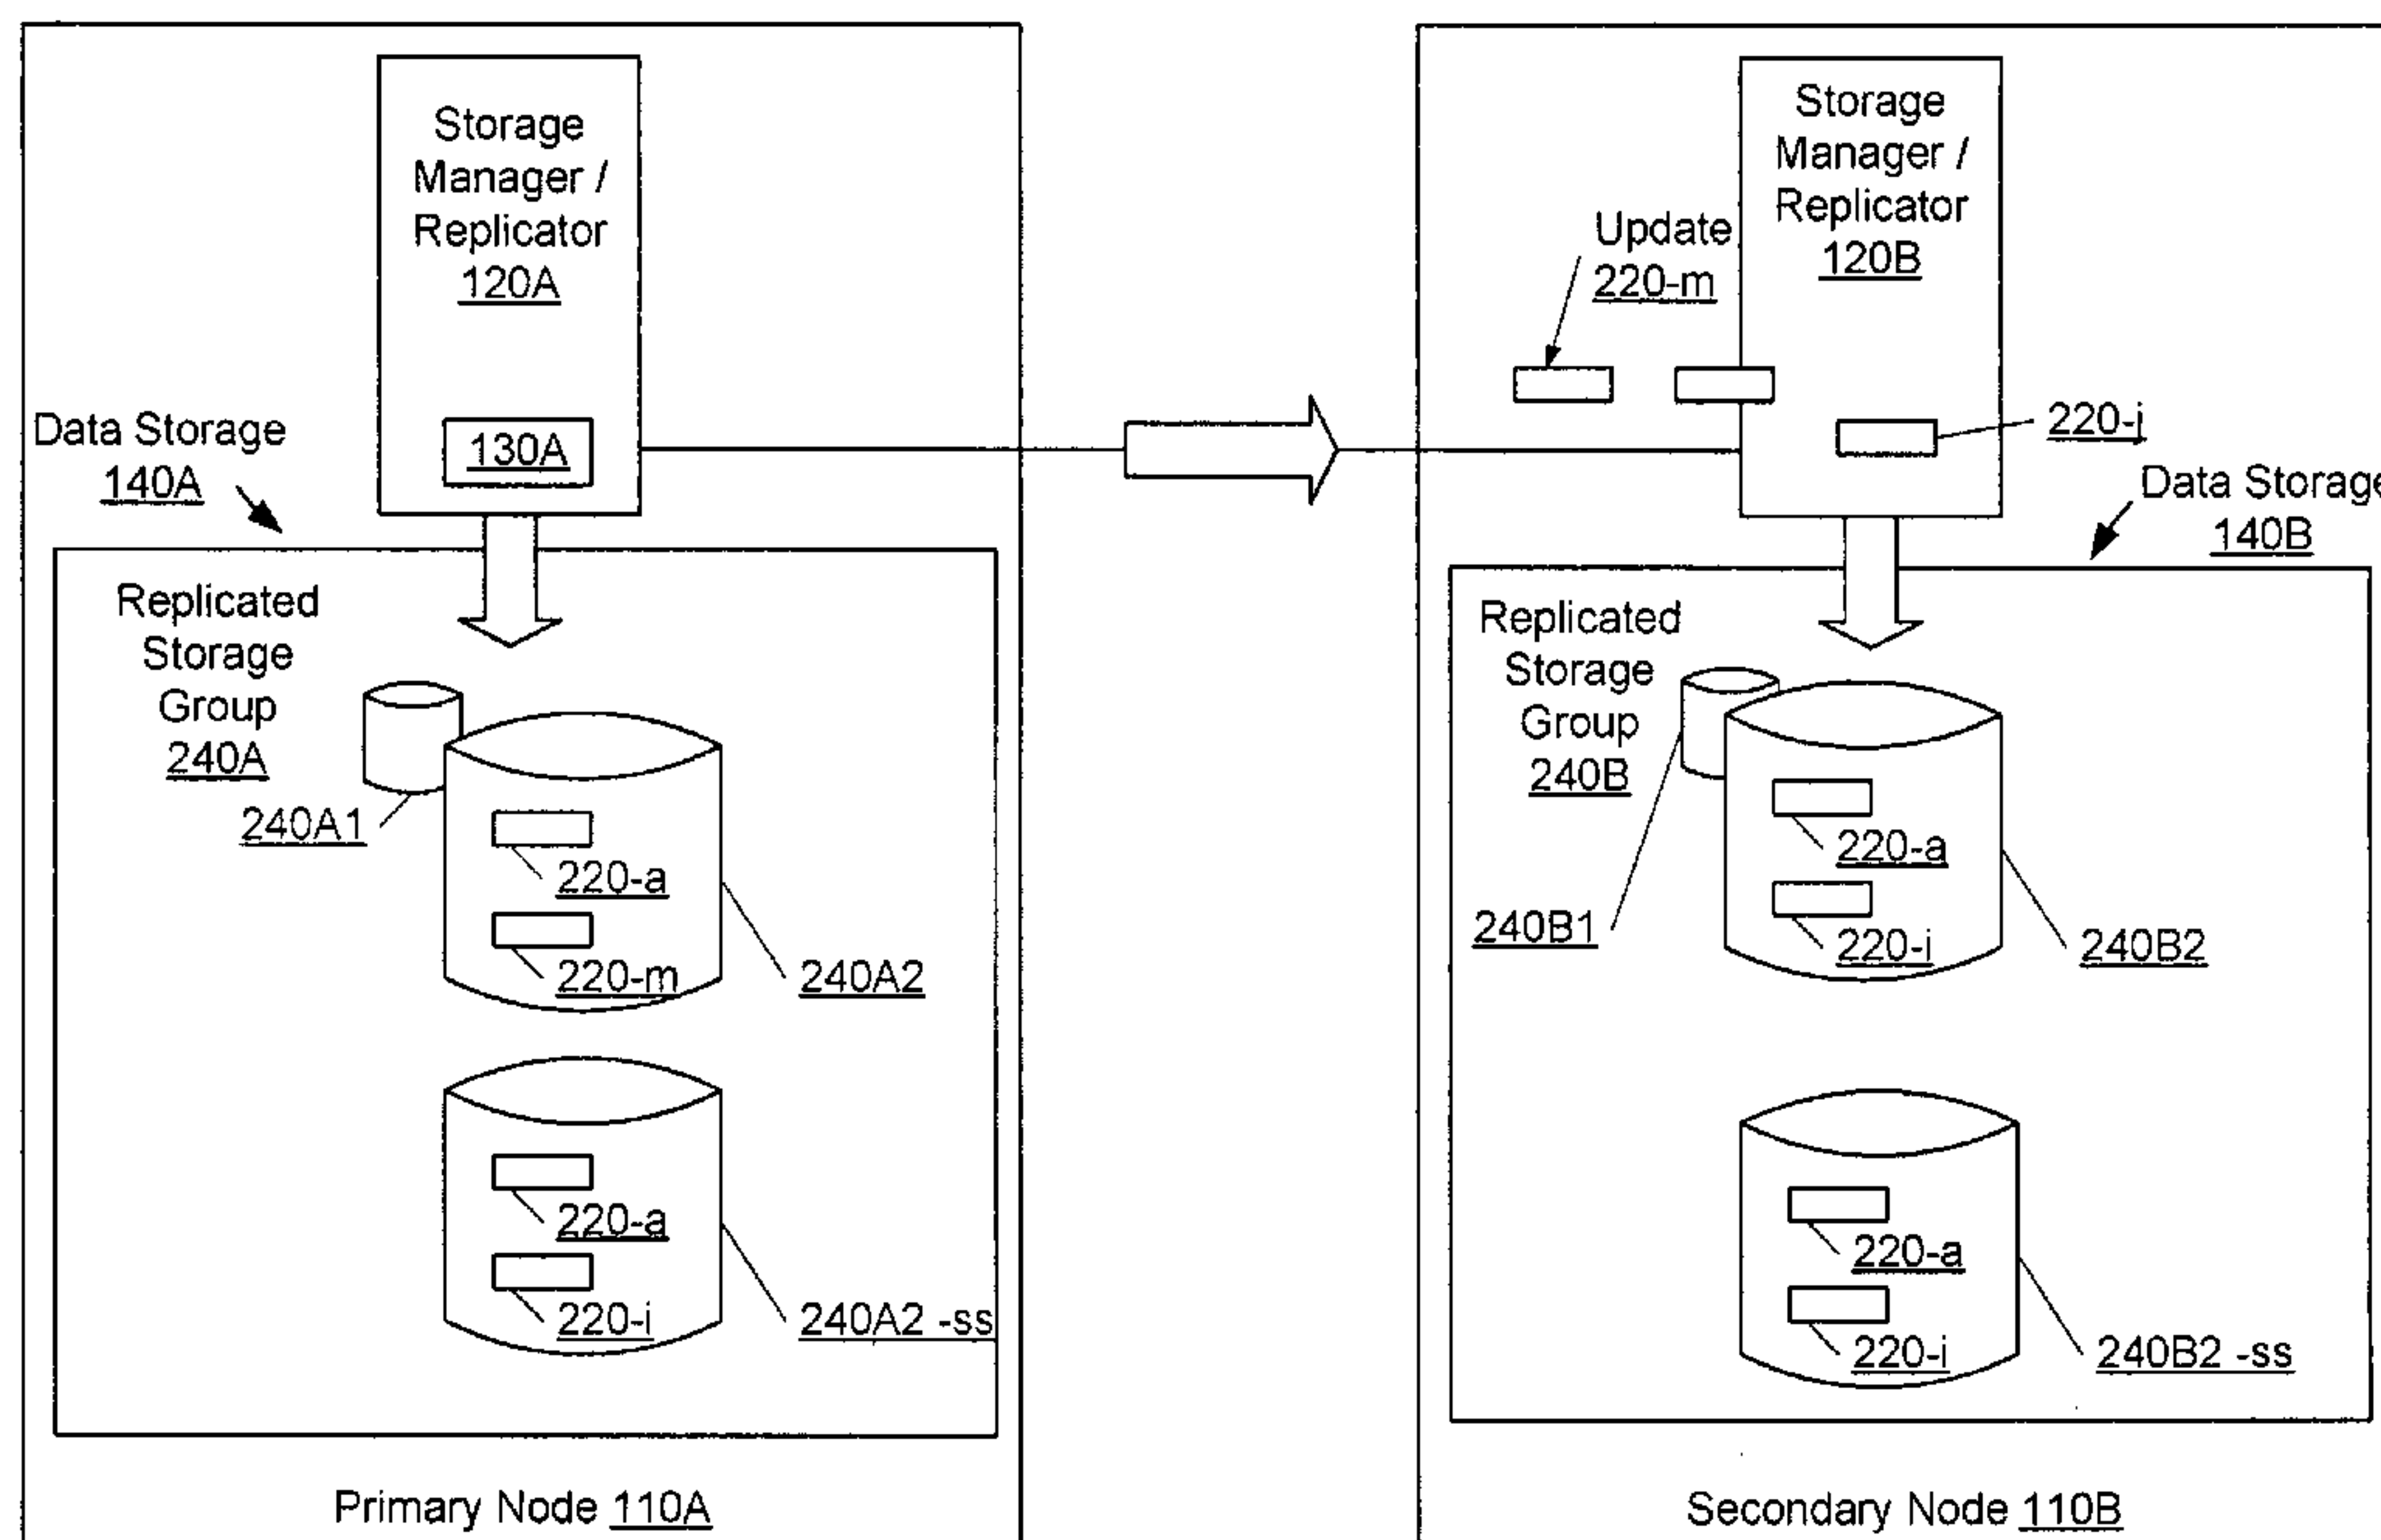 Storage
Manager /
Replicator
120A
130A
Data Storage
140A
Replicated
Storage
Group
240A
240A1
220-a
220-m
240A2
220-a
220-i
240A2 -ss
Primary Node 110A
Storage
Manager /
Replicator
120B
Update
220-m
220-j
Data Storage
140B
Replicated
Storage
Group
240B
240B1
220-a
220-i
240B2
220-a
220-i
240B2 -ss
Secondary Node 110B